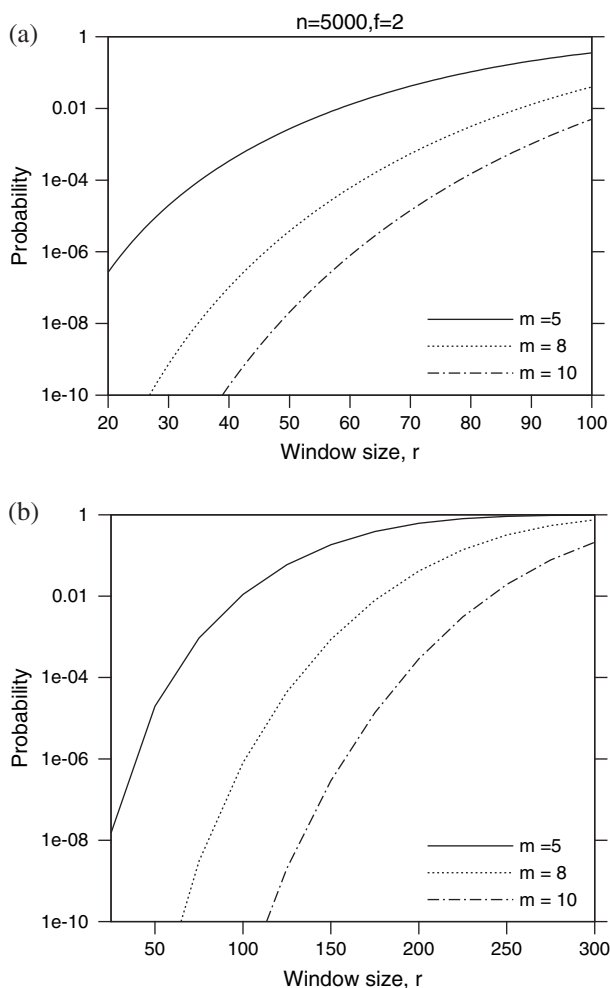 (a)
n=5000,f=2
1
0.01
1e-04
1e-06
1e-08
1e-10
Probability
20 30 40 50 60 70 80 90 100
Window size, r
m =5
m = 8
m = 10
(b)
1
0.01
1e-04
1e-06
1e-08
1e-10
Probability
50 100 150 200 250 300
Window size, r
m =5
m = 8
m = 10